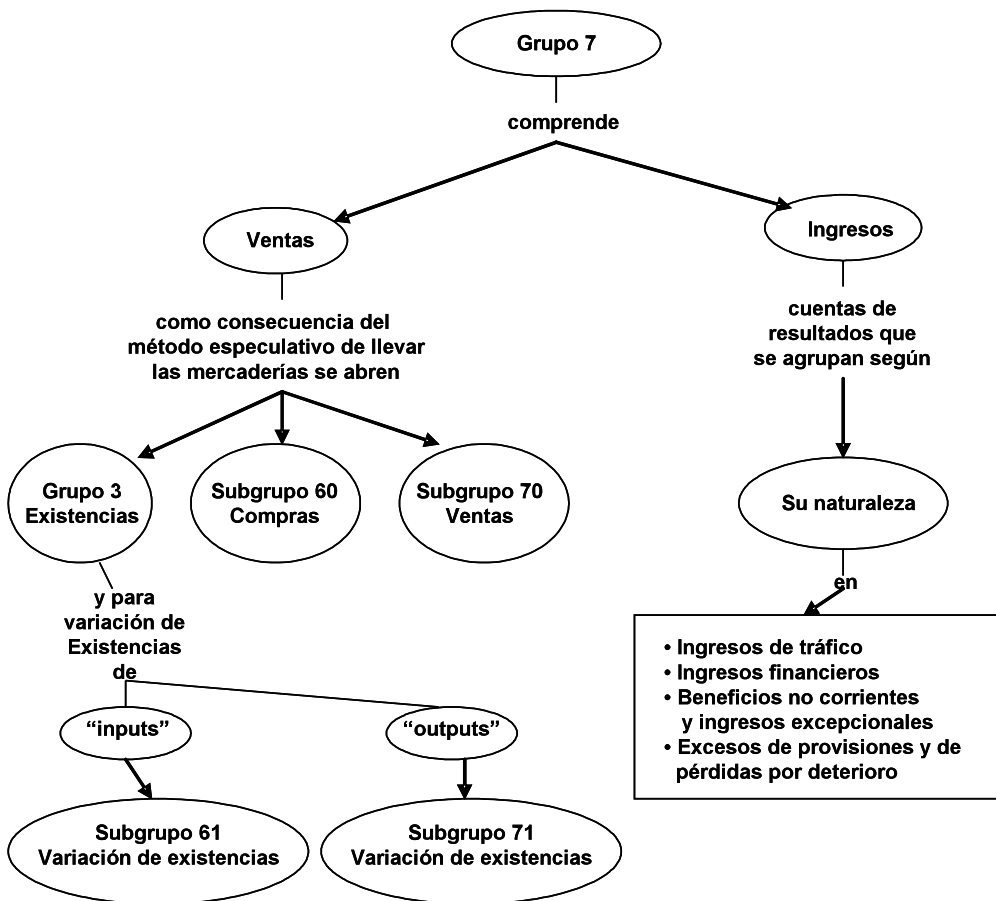 Grupo 7
comprende
Ventas
Ingresos
como consecuencia del
método especulativo de llevar
las mercaderías se abren
cuentas de
resultados que
se agrupan según
Grupo 3
Existencias
Subgrupo 60
Compras
Subgrupo 70
Ventas
Su naturaleza
y para
variación de
Existencias
de
en
• Ingresos de tráfico
• Ingresos financieros
• Beneficios no corrientes
y ingresos excepcionales
• Excesos de provisiones y de
pérdidas por deterioro
“inputs”
“outputs”
Subgrupo 61
Variación de existencias
Subgrupo 71
Variación de existencias